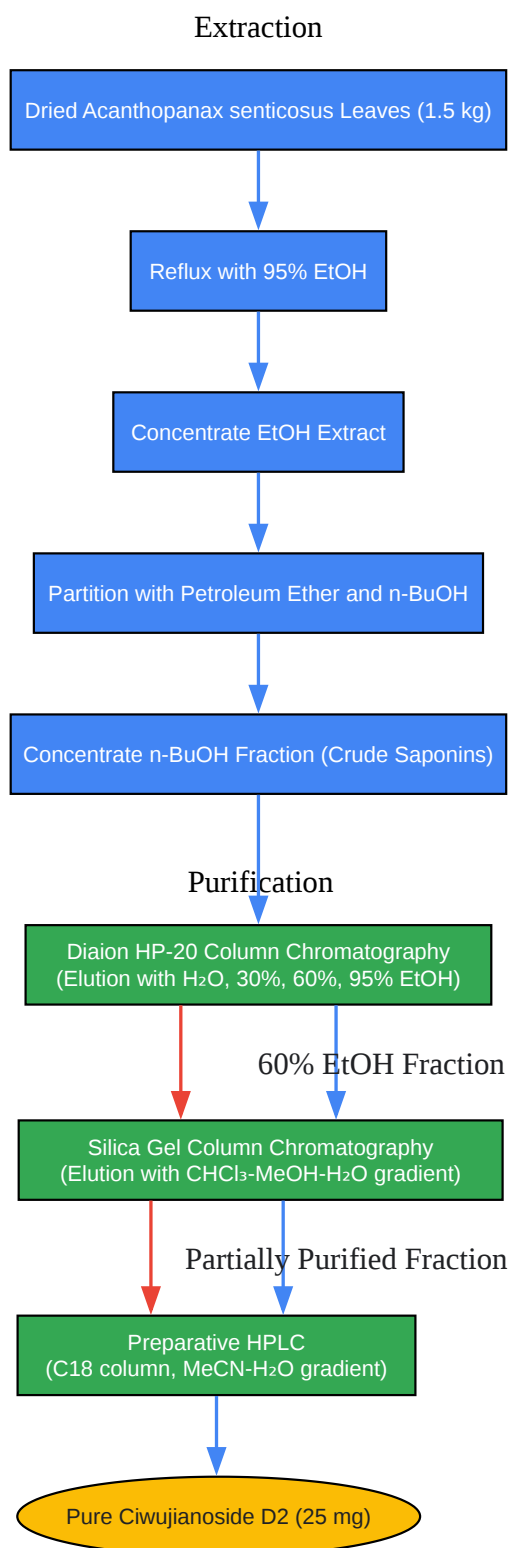 Extraction
Dried Acanthopanax senticosus Leaves (1.5 kg)
Reflux with 95% EtOH
Concentrate EtOH Extract
Partition with Petroleum Ether and n-BuOH
Concentrate n-BuOH Fraction (Crude Saponins)
Purification
Diaion HP-20 Column Chromatography
(Elution with H₂O, 30%, 60%, 95% EtOH)
60% EtOH Fraction
Silica Gel Column Chromatography
(Elution with CHCl₃-MeOH-H₂O gradient)
Partially Purified Fraction
Preparative HPLC
(C18 column, MeCN-H₂O gradient)
Pure Ciwujianoside D2 (25 mg)